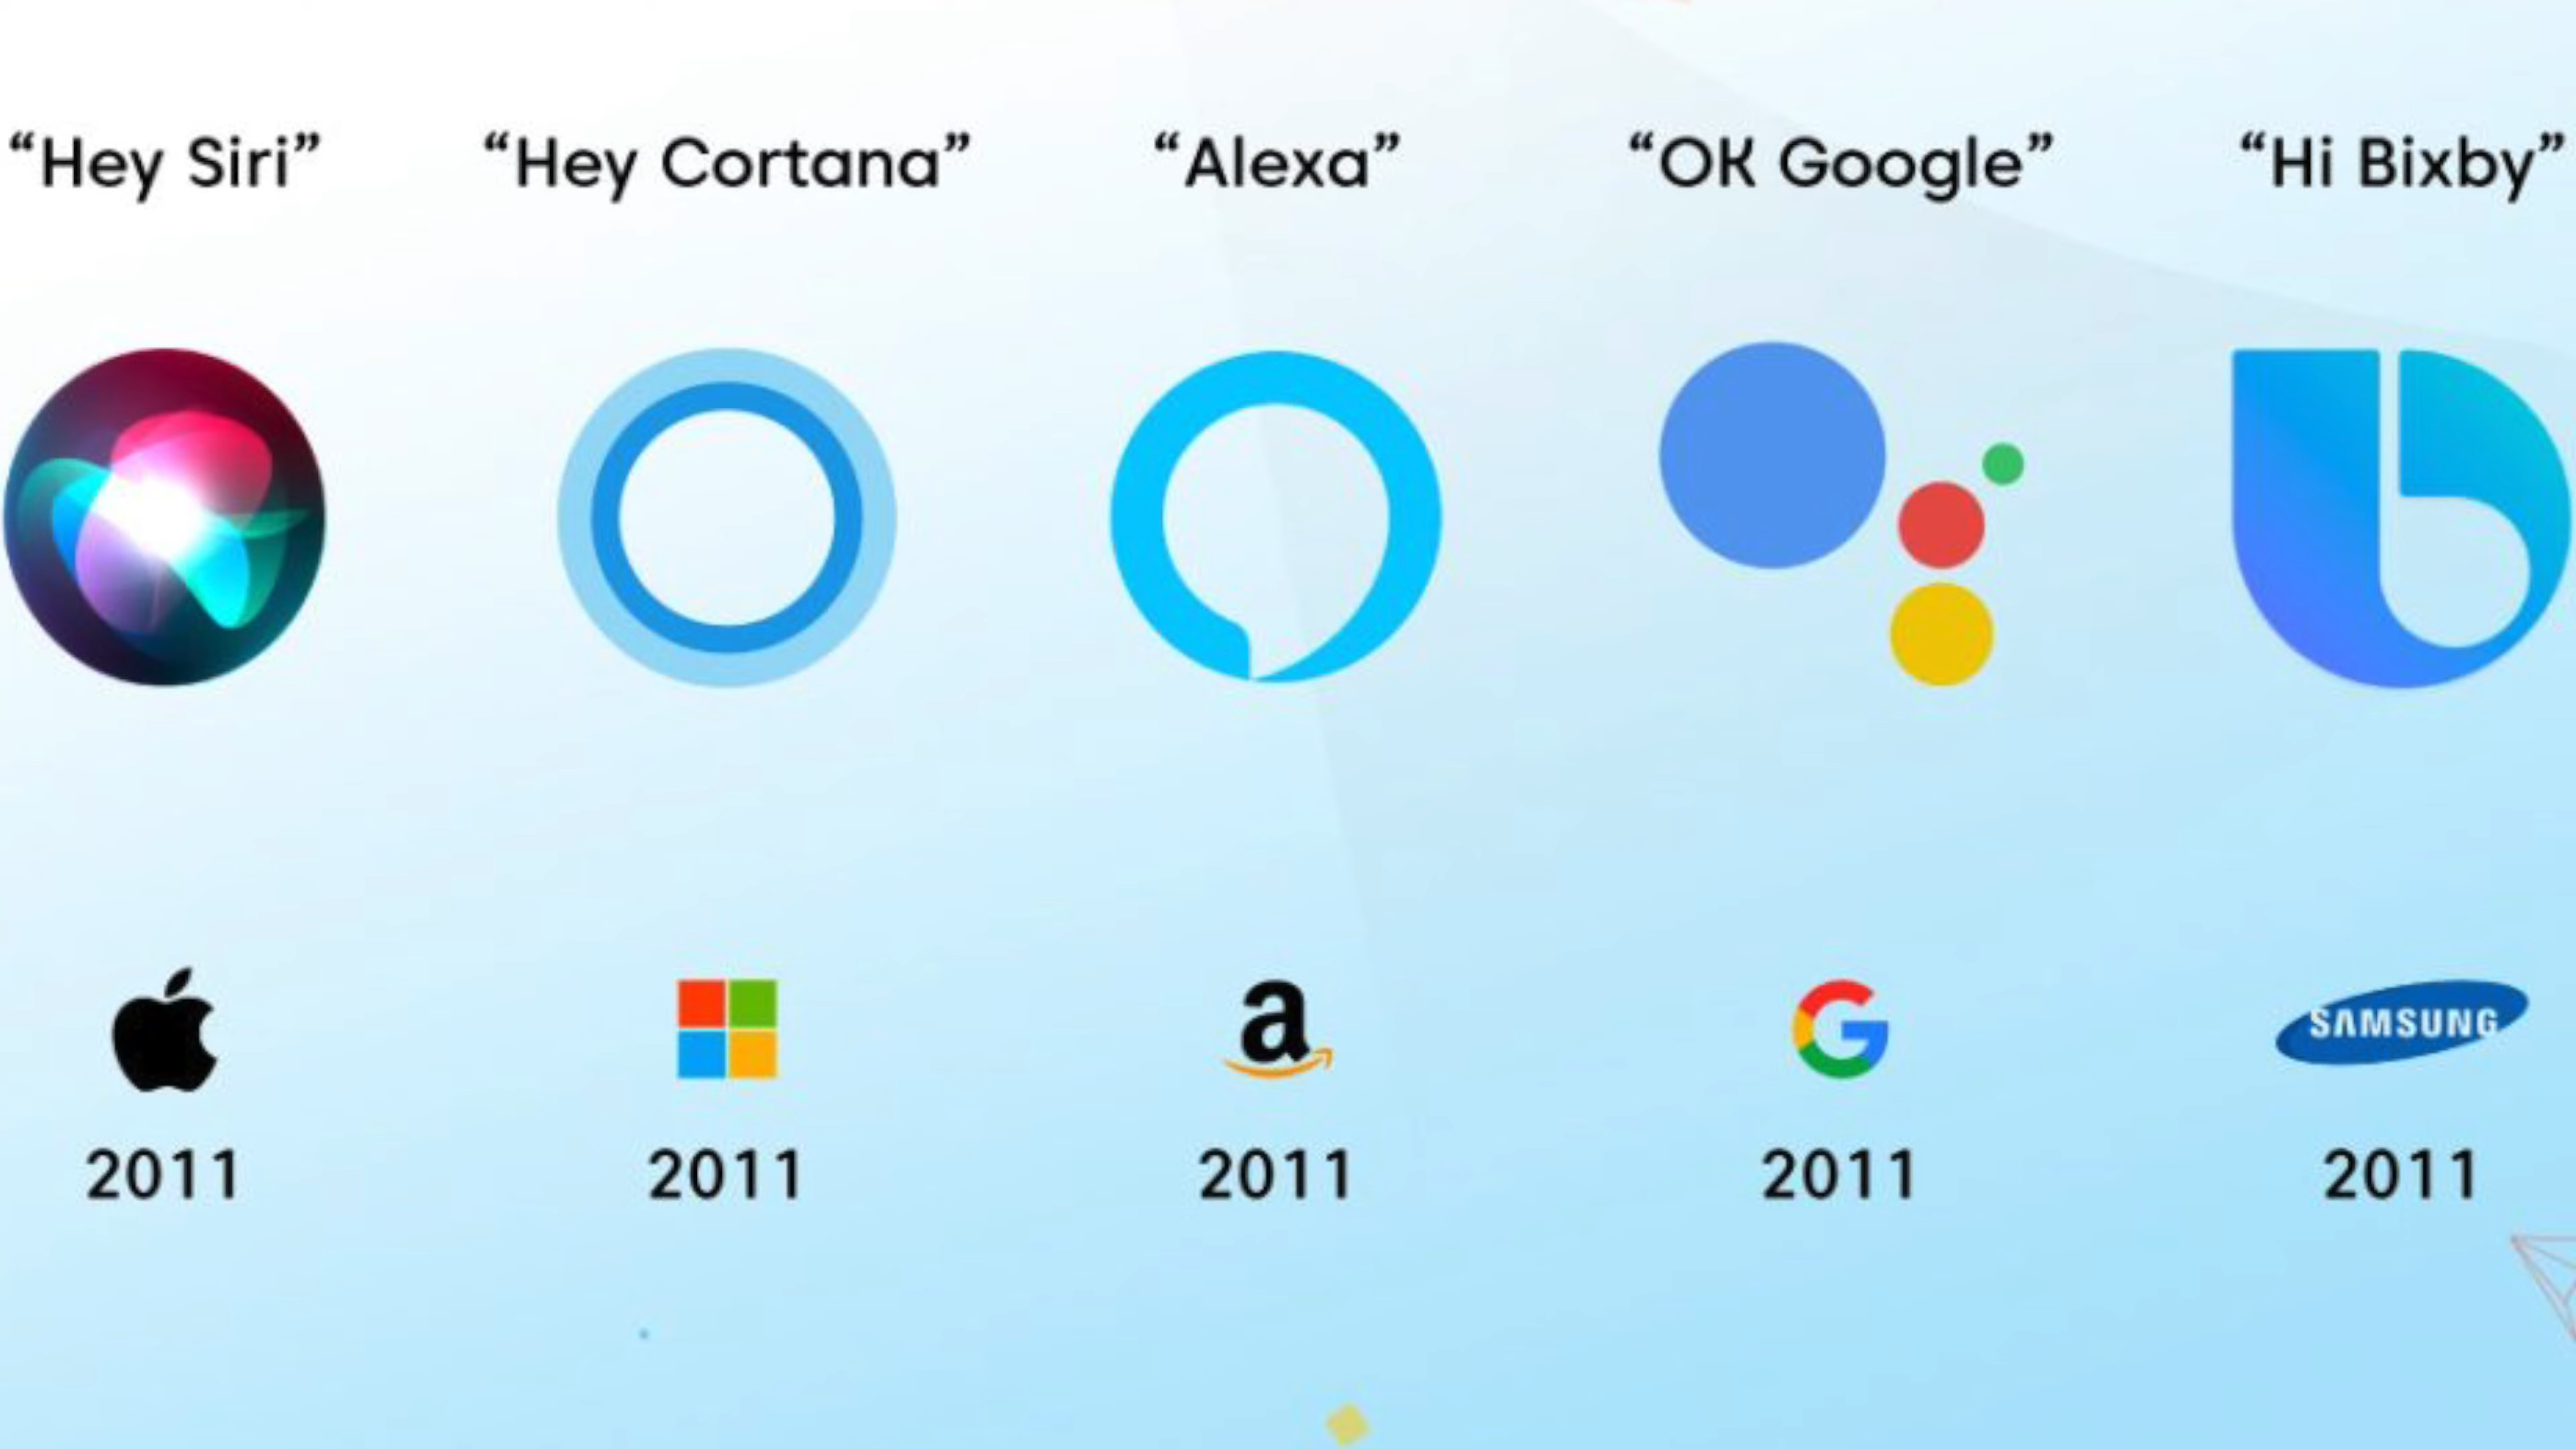 “Hey Siri” “Hey Cortana” “Alexa” “OK Google” “Hi Bixby”
a SAMSUNG
2011 2011 2011 2011 2011